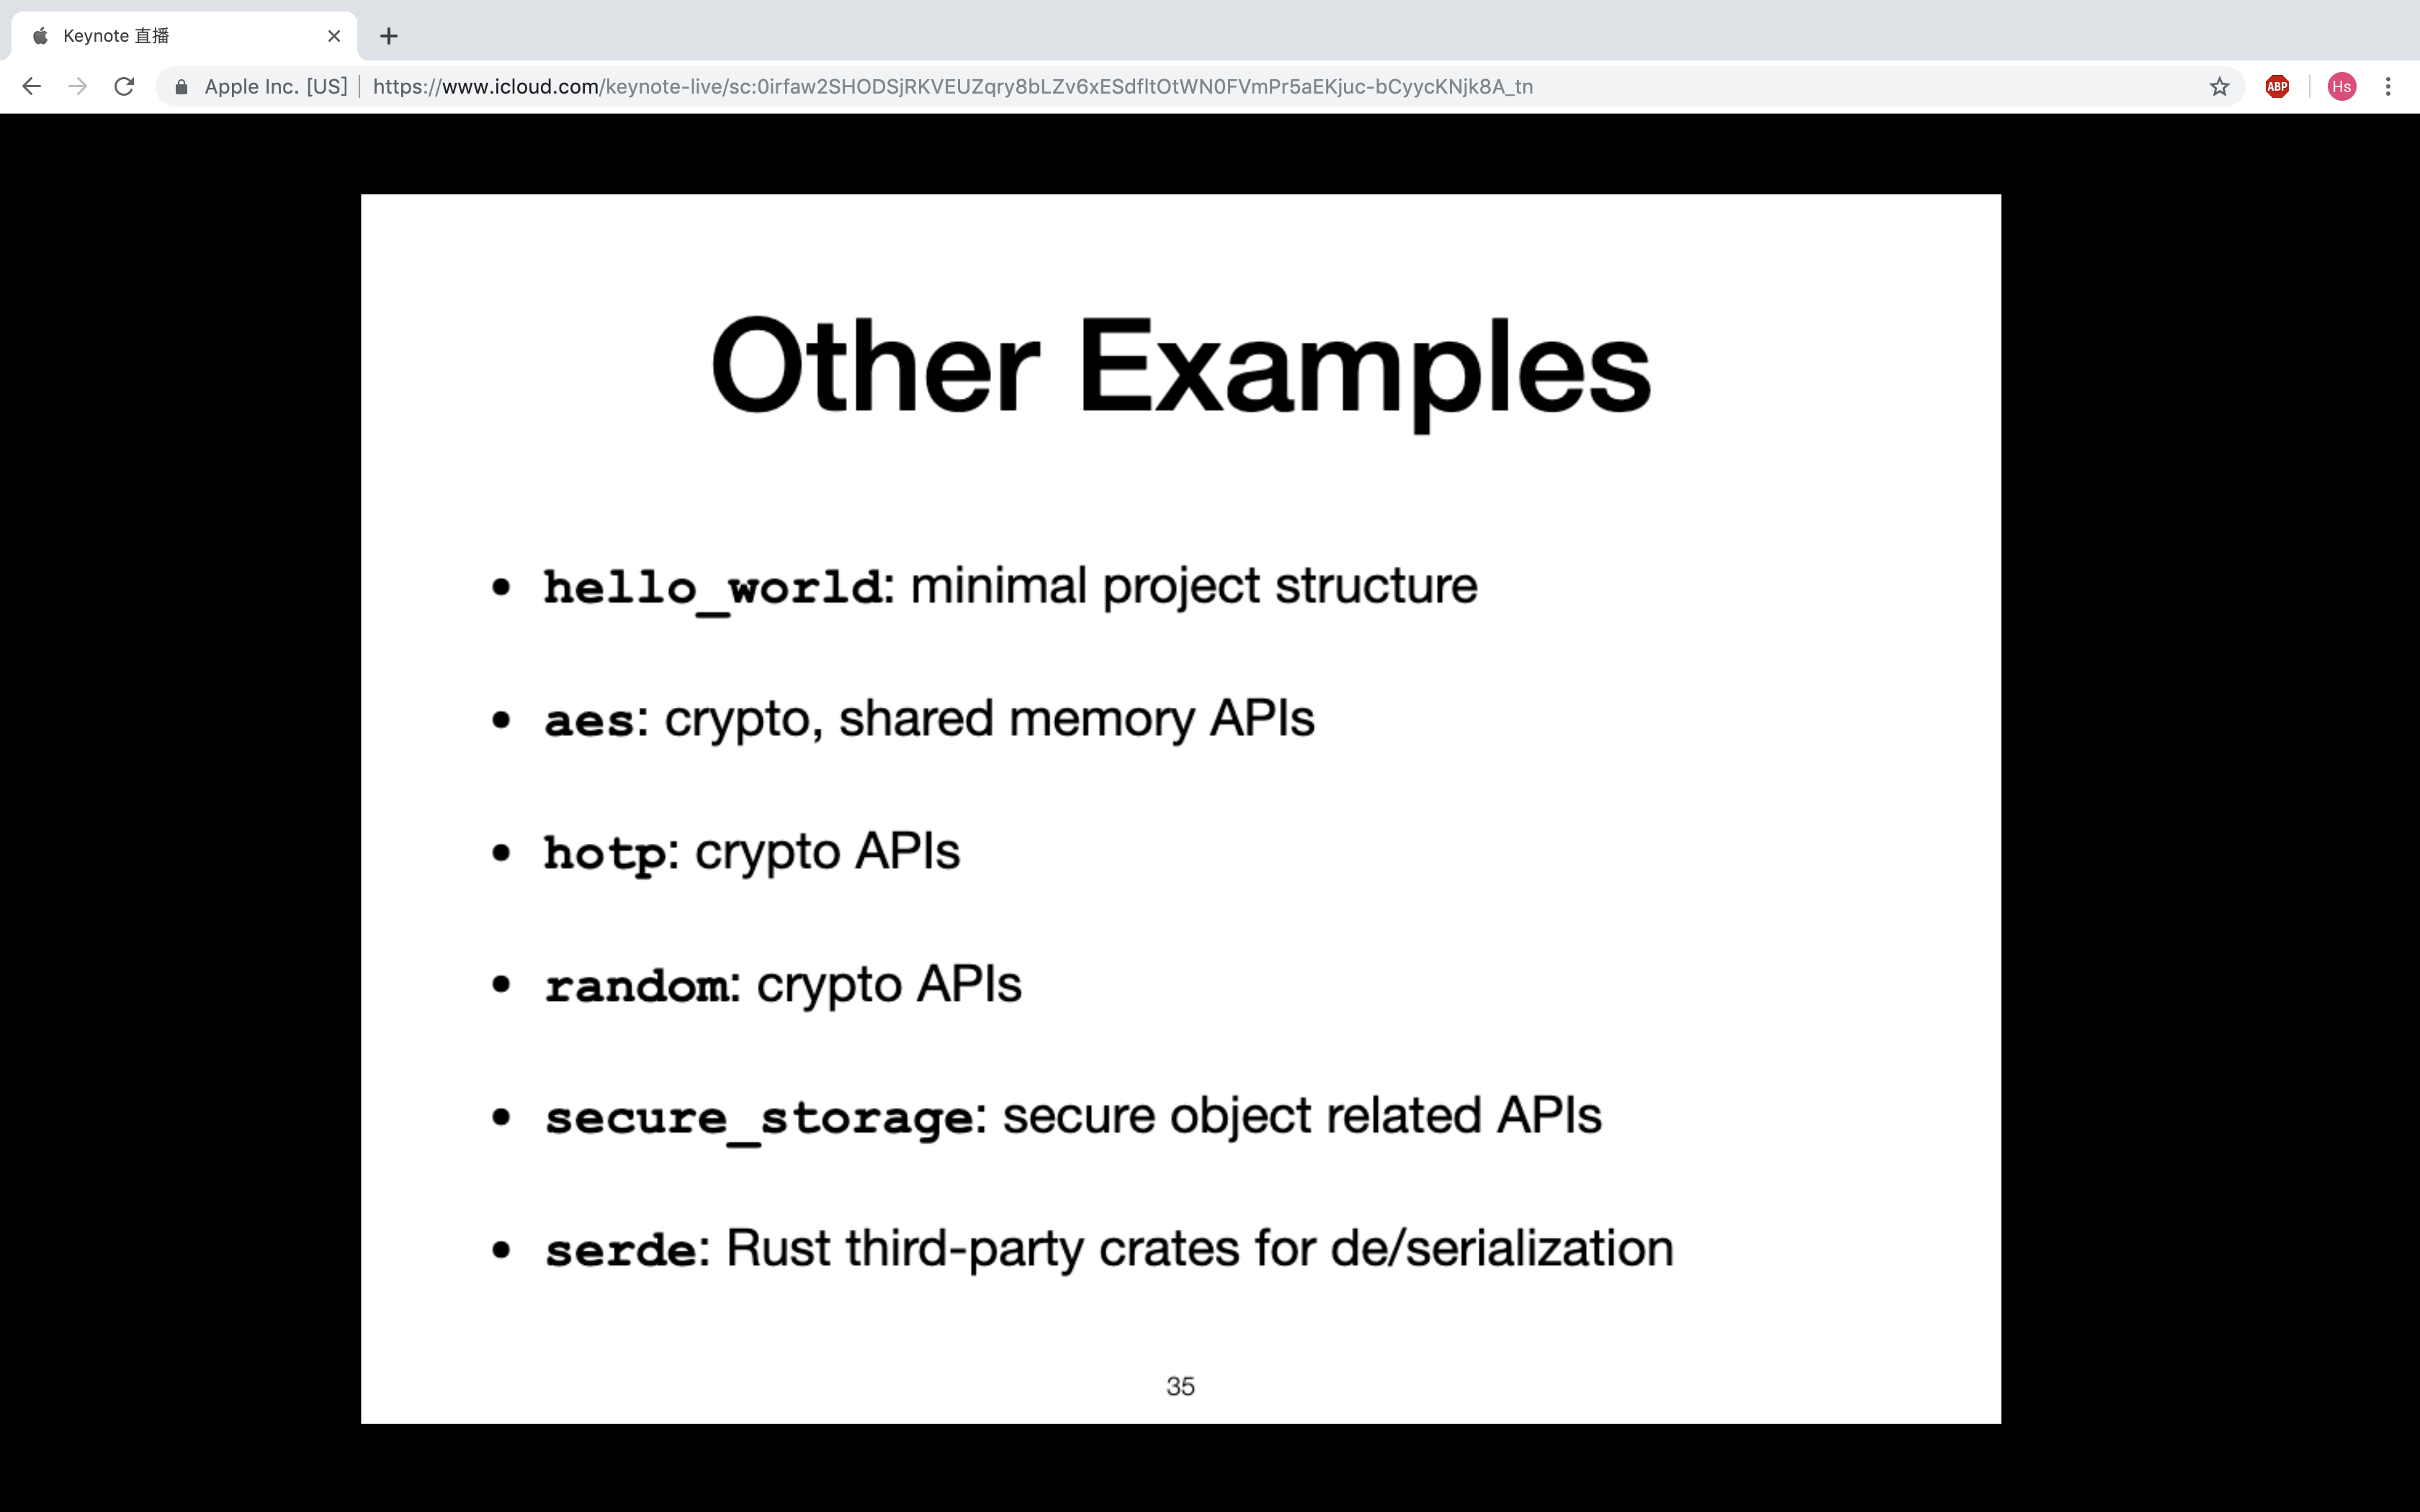 Keynote 直播
Apple Inc. [US] https://www.icloud.com/keynote-live/sc:0irfaw2SHODSjRKVEUZqry8bLZv6xESdfItOtWN0FVmPr5aEKjuc-bCyycKNjk8A_tn
ABP
Hs
Other Examples
• hello_world: minimal project structure
• aes: crypto, shared memory APIs
• hotp: crypto APIs
• random: crypto APIs
• secure_storage: secure object related APIs
• serde: Rust third-party crates for de/serialization
35